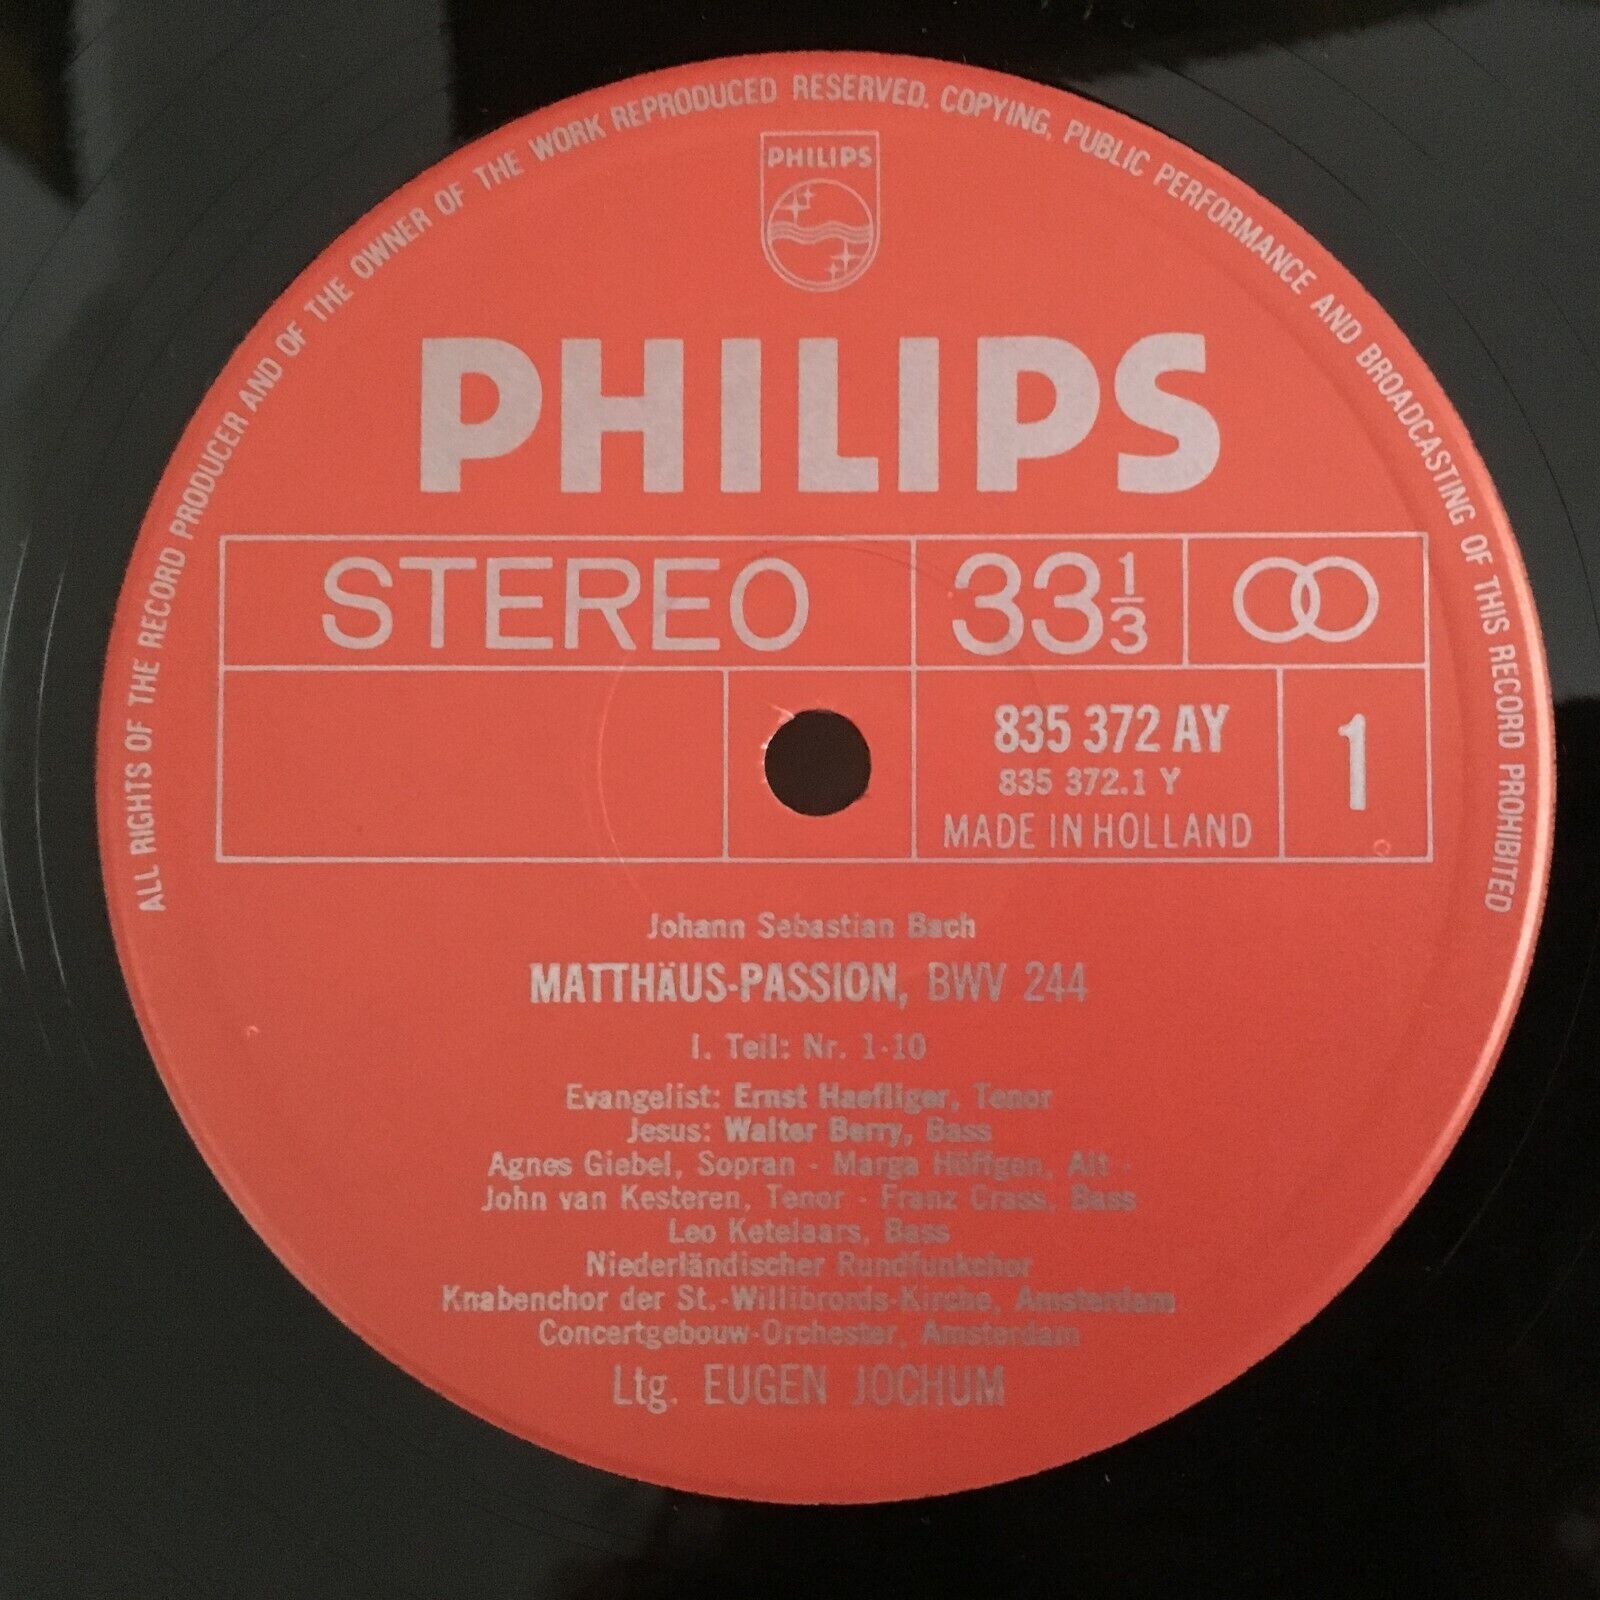 ALL RIGHTS OF THE RECORD PRODUCER AND OF THE OWNER OF THE WORK REPRODUCED RESERVED. COPYING, PUBLIC PERFORMANCE AND BROADCASTING OF THIS RECORD PROHIBITED
PHILIPS
PHILIPS
STEREO 33 1/3
835 372 AY
835 372.1 Y
MADE IN HOLLAND
1
Johann Sebastian Bach
MATTHÄUS-PASSION, BWV 244
I. Teil: Nr. 1-10
Evangelist: Ernst Haefliger, Tenor
Jesus: Walter Berry, Bass
Agnes Giebel, Sopran - Marga Höffgen, Alt -
John van Kesteren, Tenor - Franz Crass, Bass
Leo Ketelaars, Bass
Niederländischer Rundfunkchor
Knabenchor der St.-Willibrords-Kirche, Amsterdam
Concertgebouw-Orchester, Amsterdam
Ltg. EUGEN JOCHUM